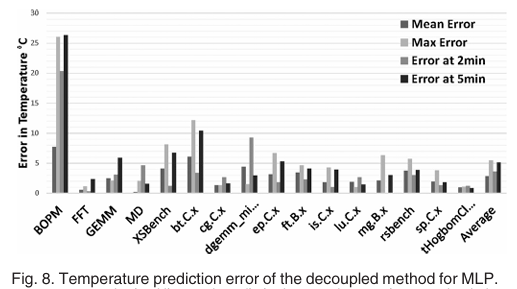 Error in Temperature °C
30
25
20
15
10
5
0
Mean Error
Max Error
Error at 2min
Error at 5min
BOPM
FFT
GEMM
MD
XSBench
bt.C.x
cg.C.x
dgemm_mi...
ep.C.x
ft.B.x
is.C.x
lu.C.x
mg.B.x
rsbench
sp.C.x
tHogbomCl...
Average
Fig. 8. Temperature prediction error of the decoupled method for MLP.